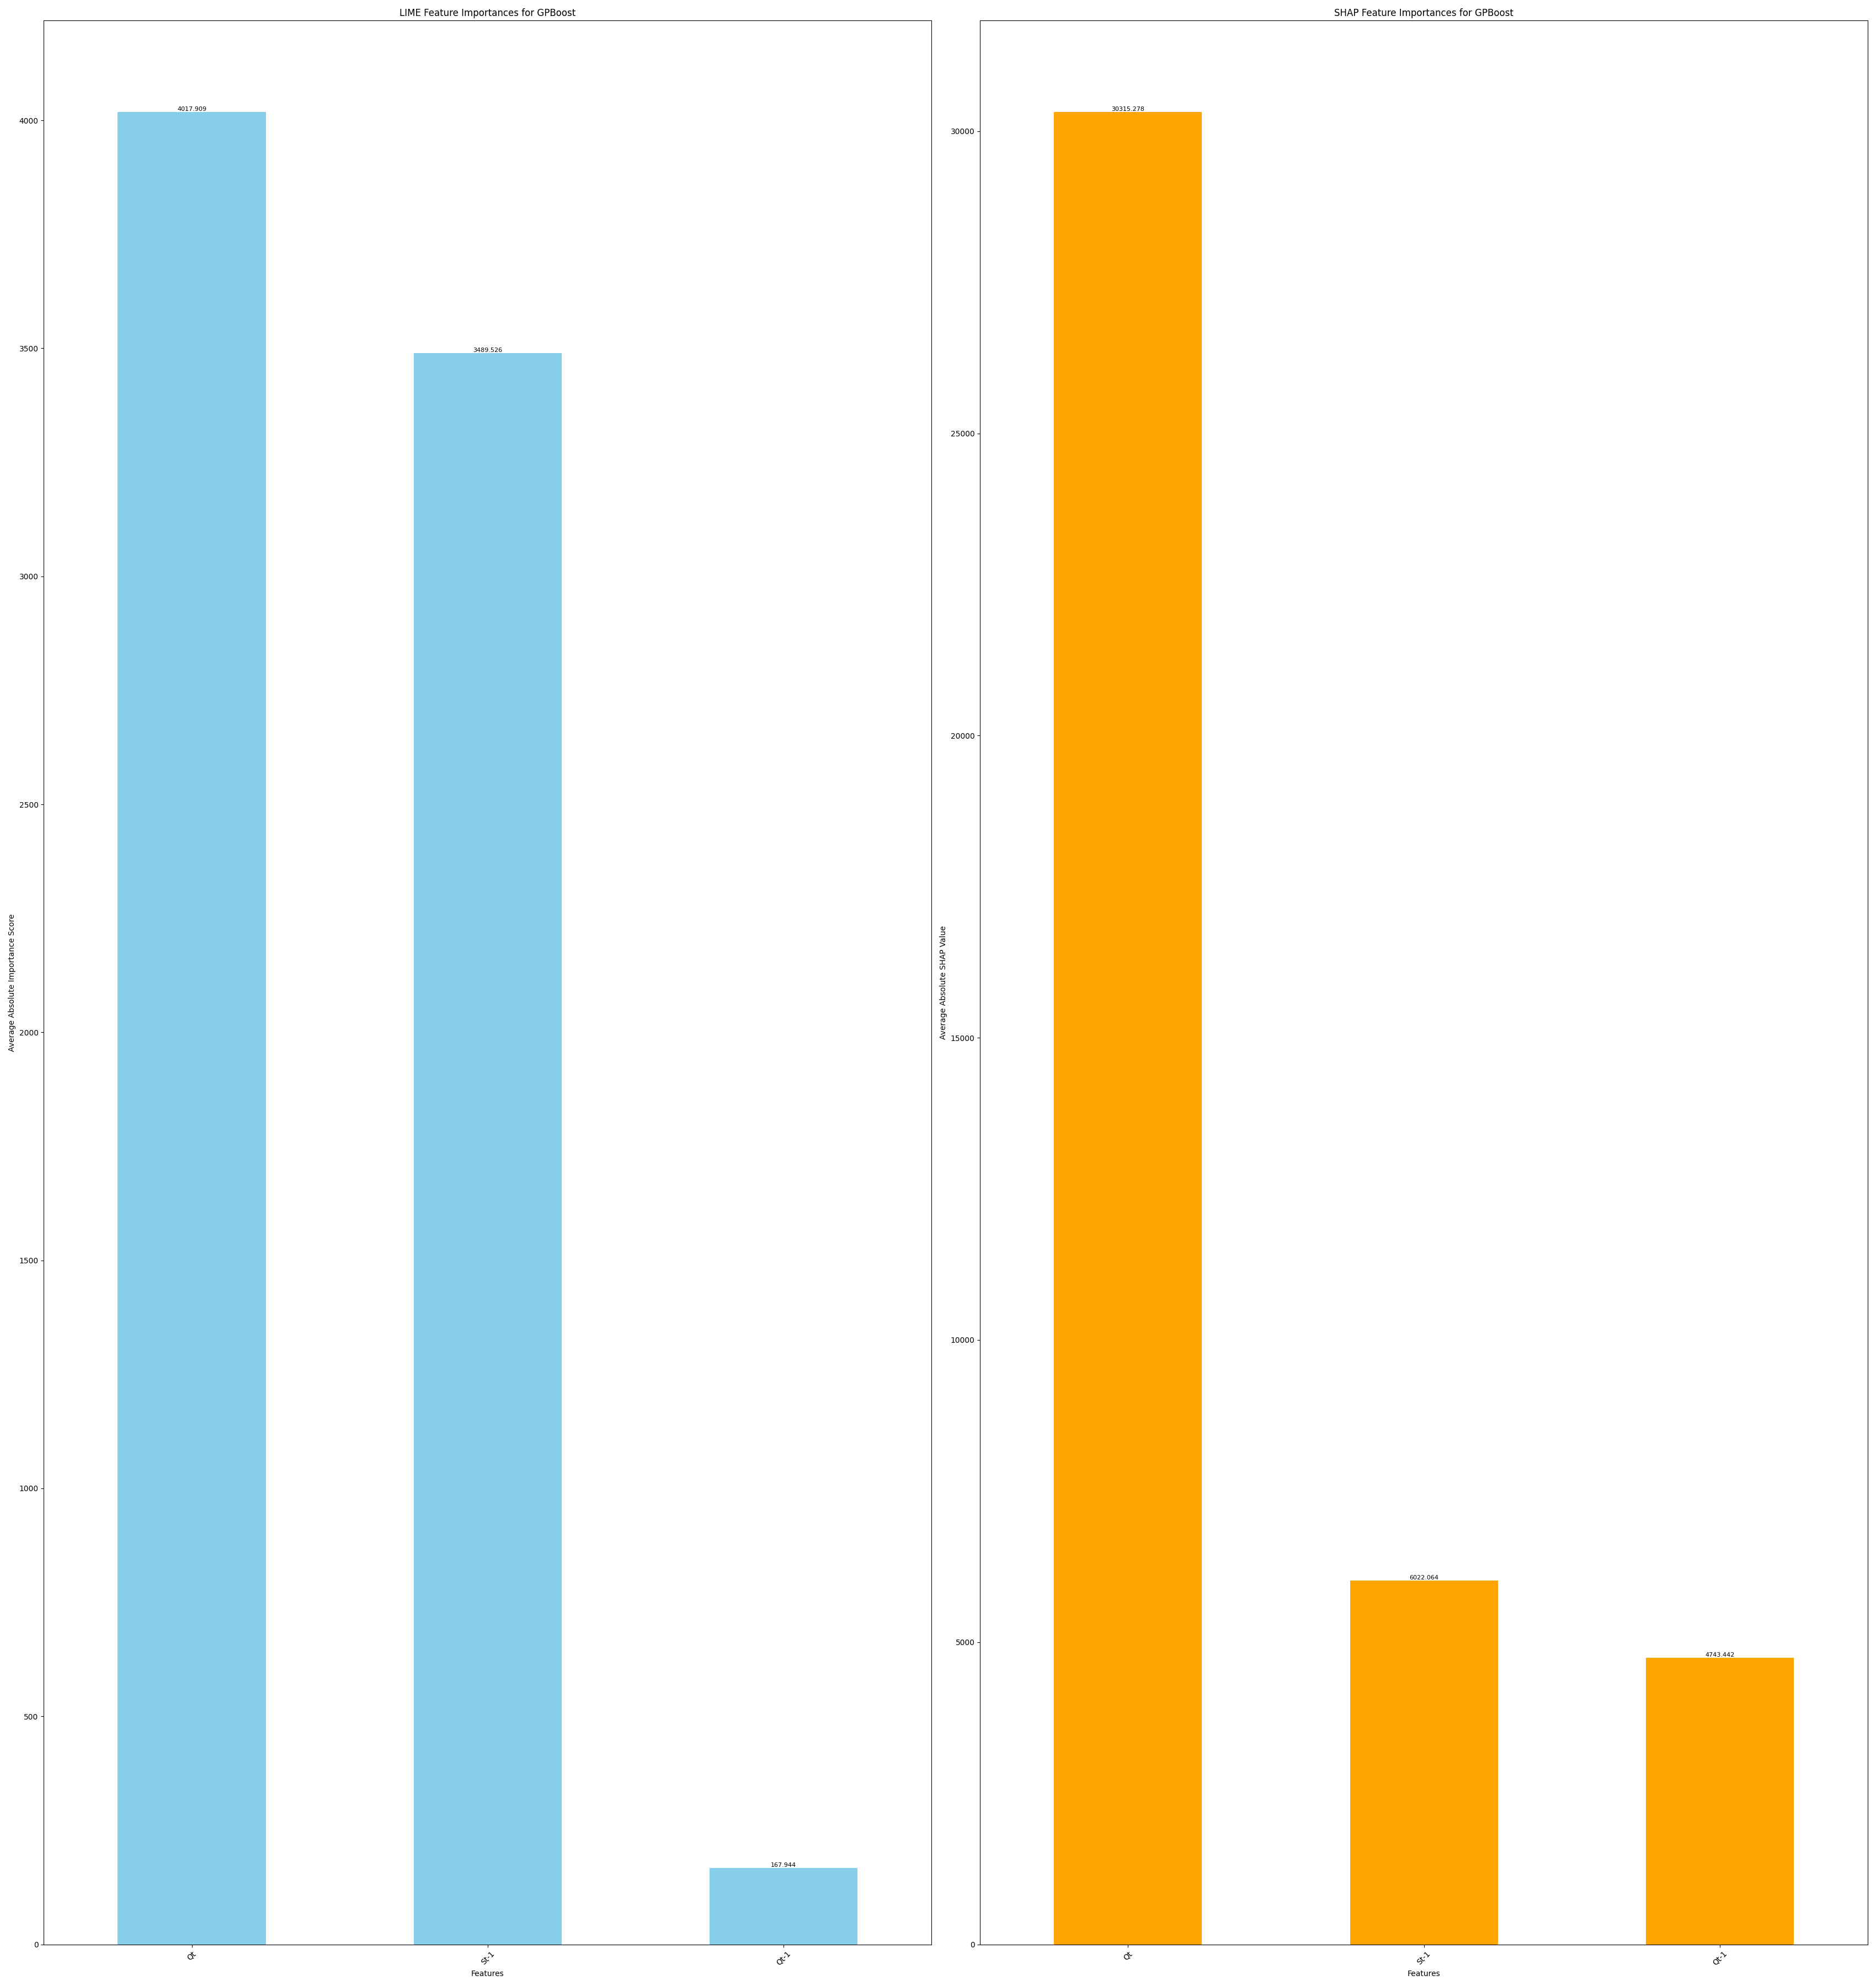 LIME Feature Importances for GPBoost
4017.909
4000
3489.526
3500
3000
2500
2000
1500
1000
500
167.944
0
Average Absolute Importance Score
Qt
St-1
Qt-1
Features
SHAP Feature Importances for GPBoost
30315.278
30000
25000
20000
15000
10000
6022.064
5000
4743.442
0
Average Absolute SHAP Value
Qt
St-1
Qt-1
Features